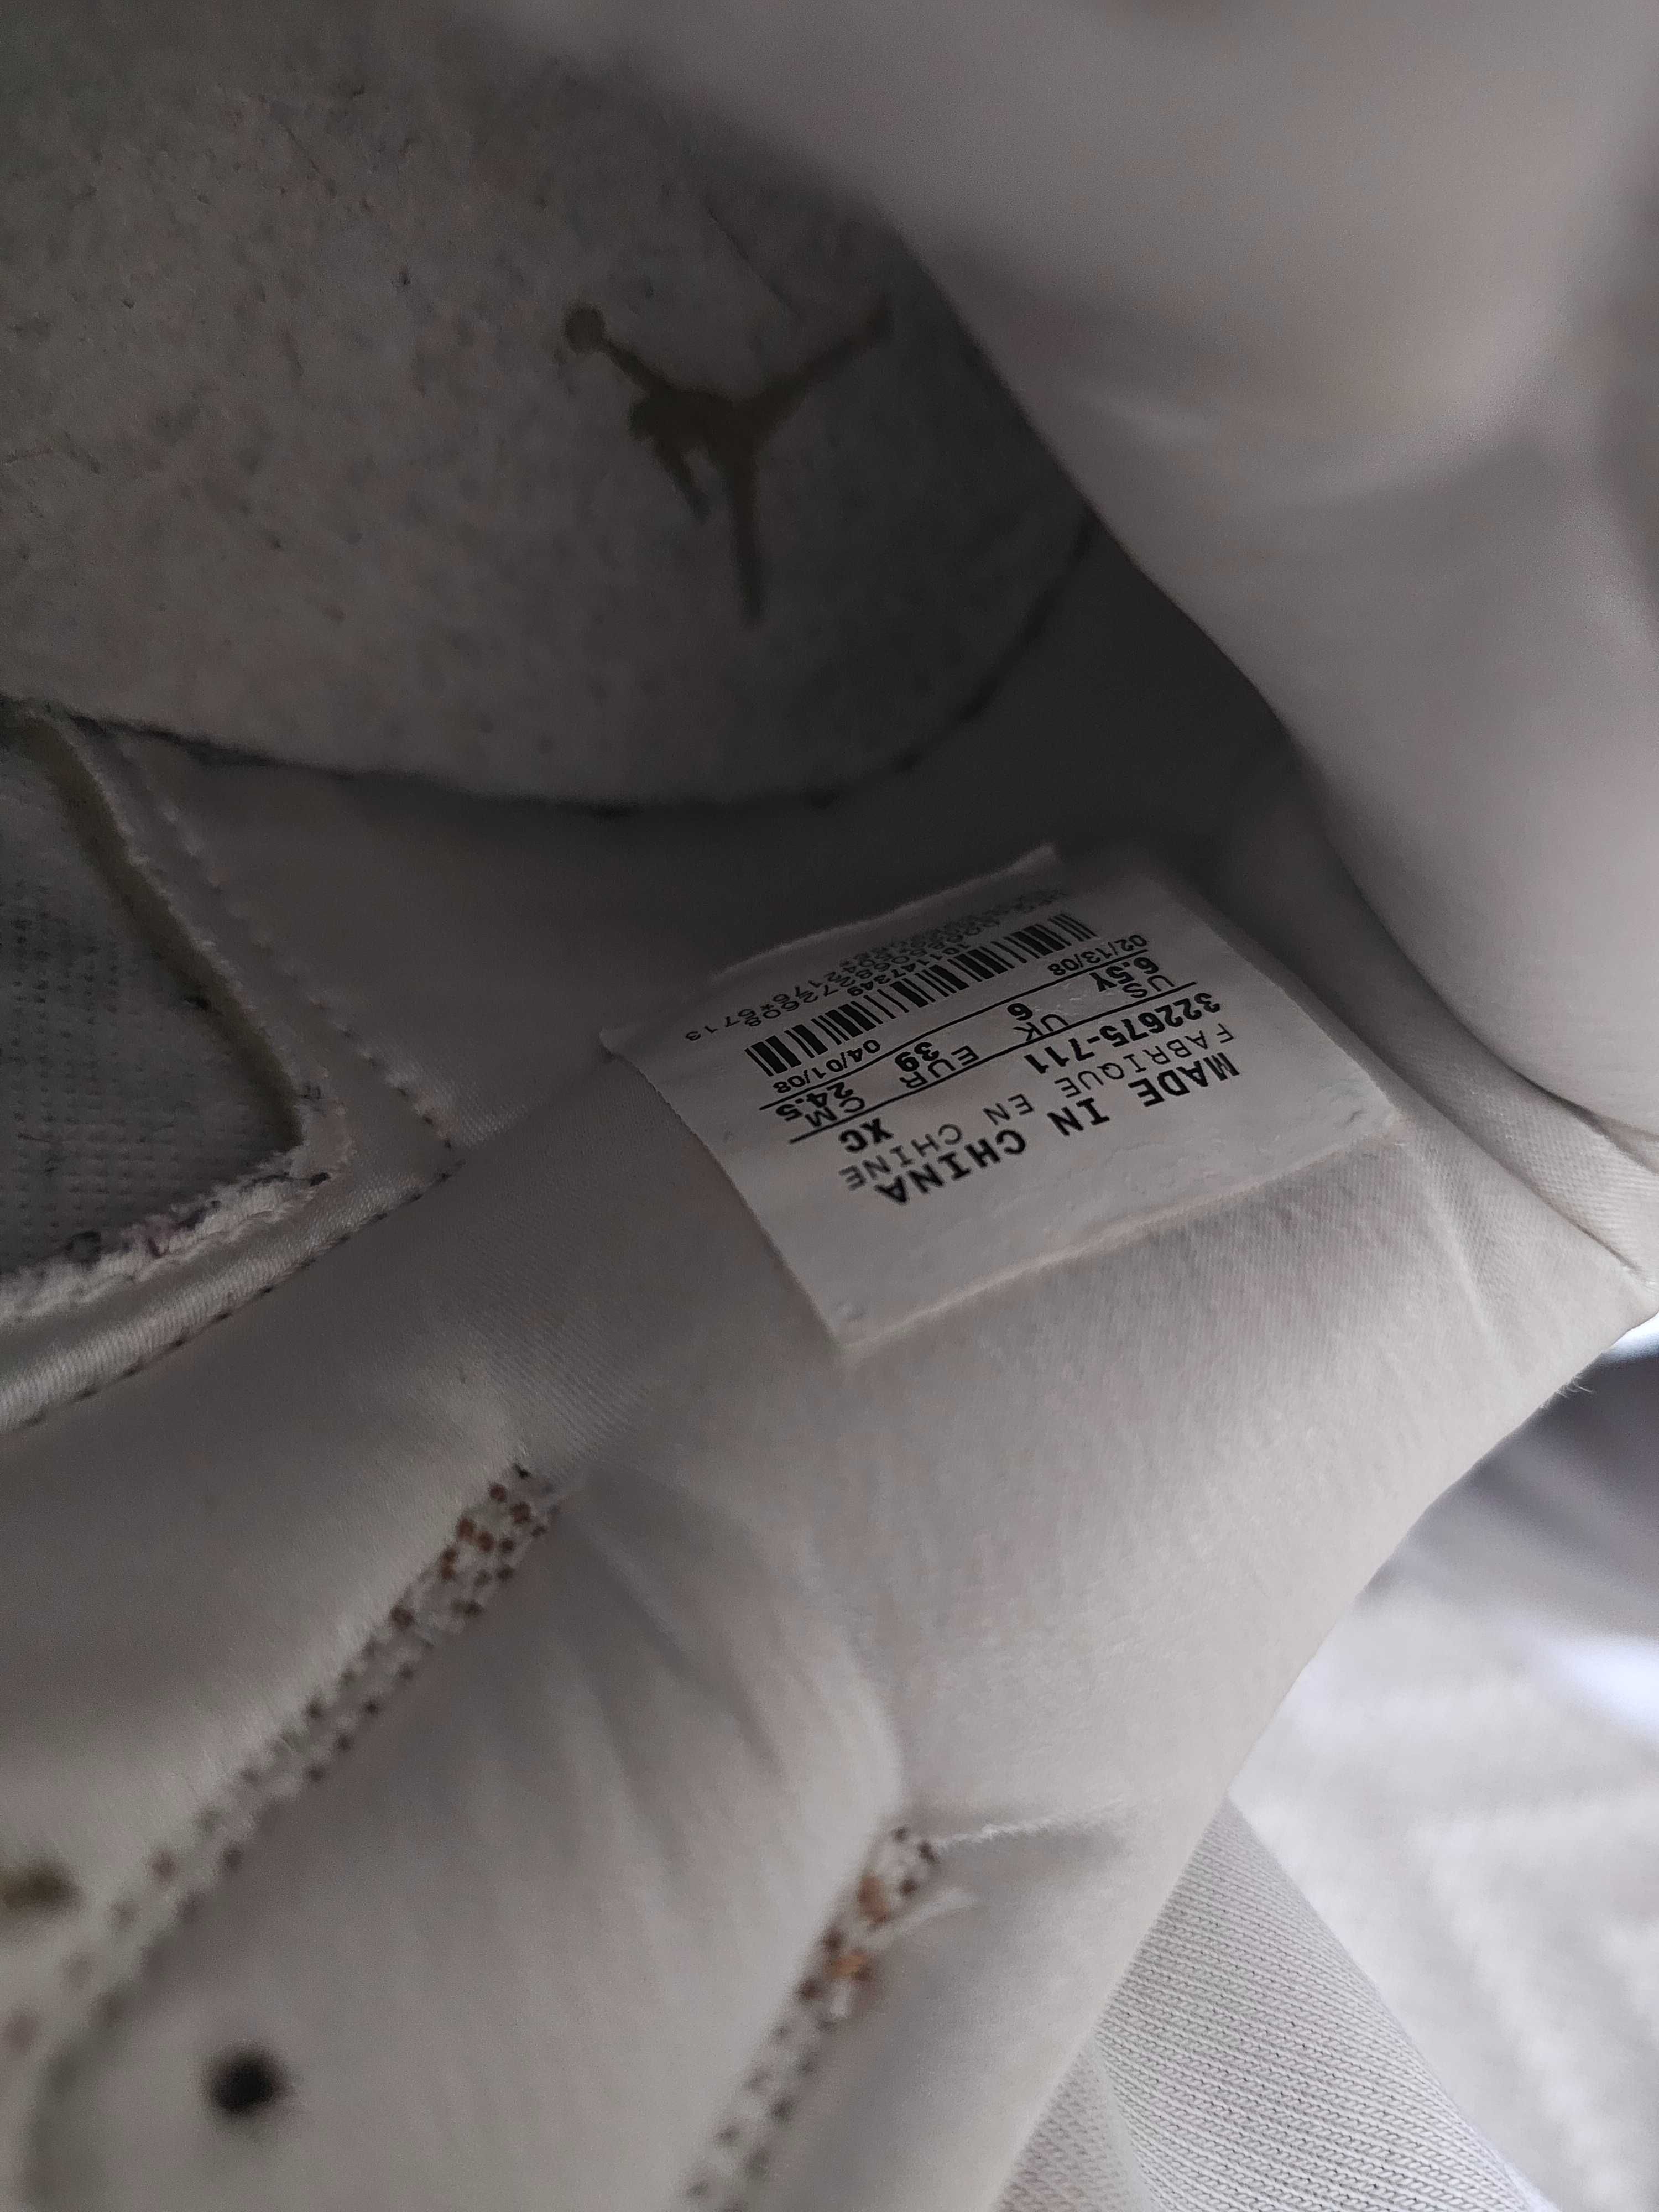 MADE IN CHINA
FABRIQUE EN CHINE
322675-711 XC
US UK EUR CM
6.5Y 6 39 24.5
02/13/08 04/01/08